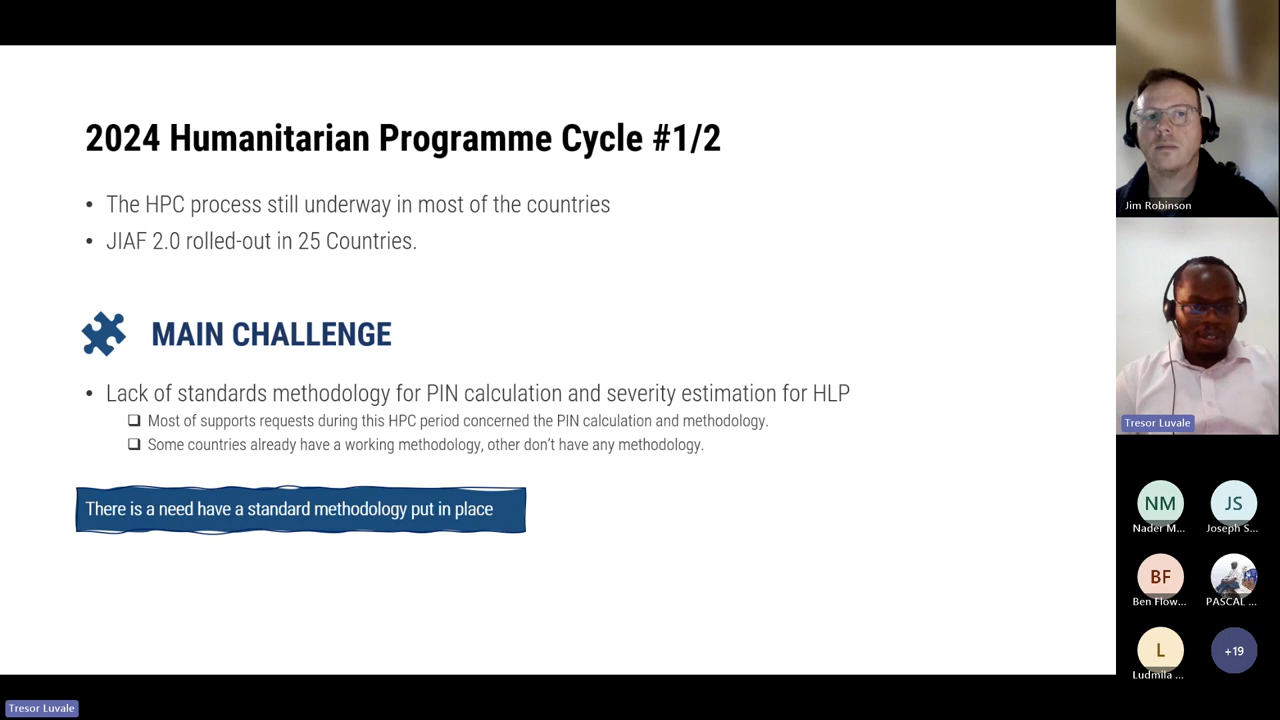 2024 Humanitarian Programme Cycle #1/2
• The HPC process still underway in most of the countries
• JIAF 2.0 rolled-out in 25 Countries.
MAIN CHALLENGE
• Lack of standards methodology for PIN calculation and severity estimation for HLP
❑ Most of supports requests during this HPC period concerned the PIN calculation and methodology.
❑ Some countries already have a working methodology, other don't have any methodology.
There is a need have a standard methodology put in place
Jim Robinson
Tresor Luvale
NM
Nader M...
JS
Joseph S...
BF
Ben Flow...
PASCAL ...
L
Ludmila ...
+19
Tresor Luvale